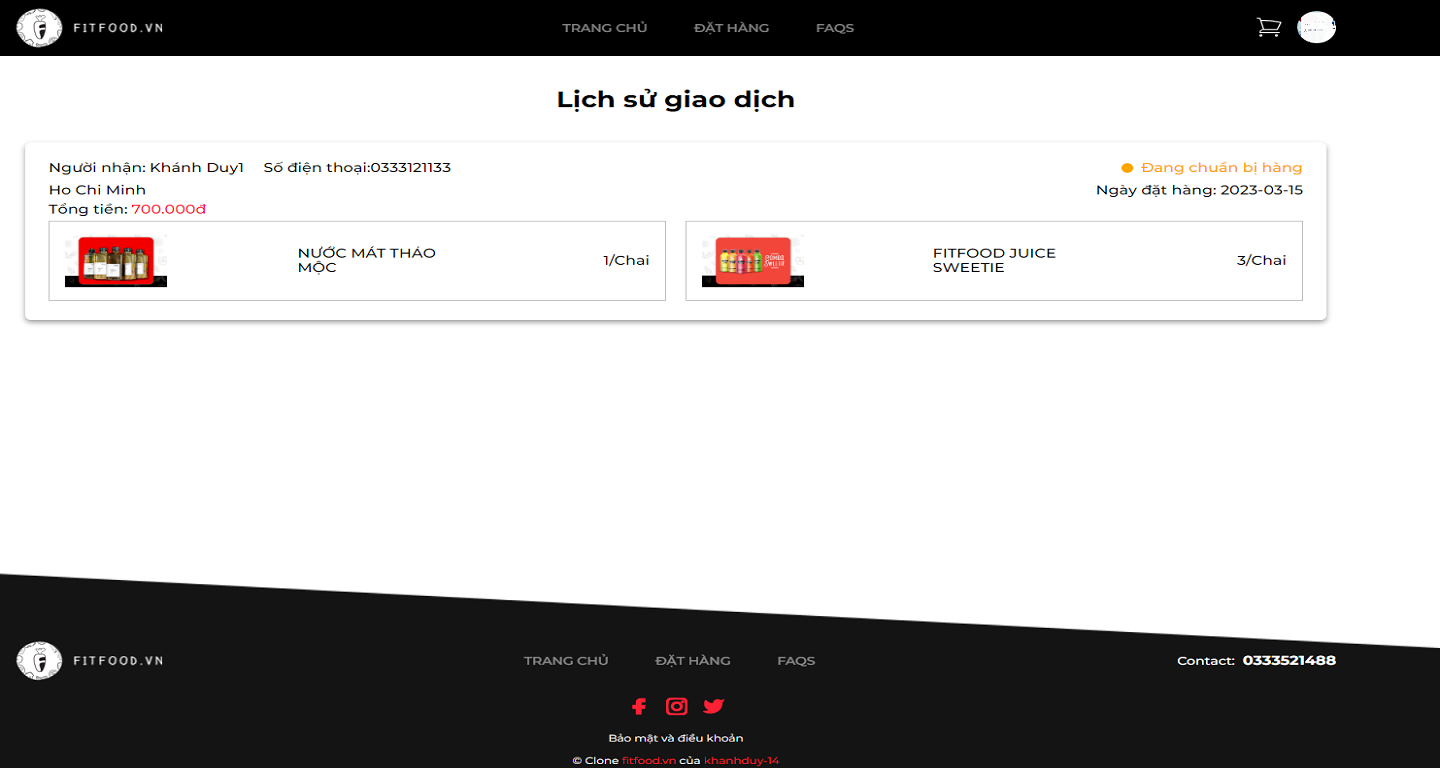 FITFOOD.VN
TRANG CHỦ ĐẶT HÀNG FAQS
Lịch sử giao dịch
Người nhận: Khánh Duy1 Số điện thoại:0333121133
Đang chuẩn bị hàng
Ho Chi Minh
Ngày đặt hàng: 2023-03-15
Tổng tiền: 700.000đ
NƯỚC MÁT THẢO
MỘC
1/Chai
COMBO
SWEETIE
FITFOOD JUICE
SWEETIE
3/Chai
FITFOOD.VN
TRANG CHỦ ĐẶT HÀNG FAQS
Contact: 0333521488
Bảo mật và điều khoản
© Clone fitfood.vn của khanhduy-14